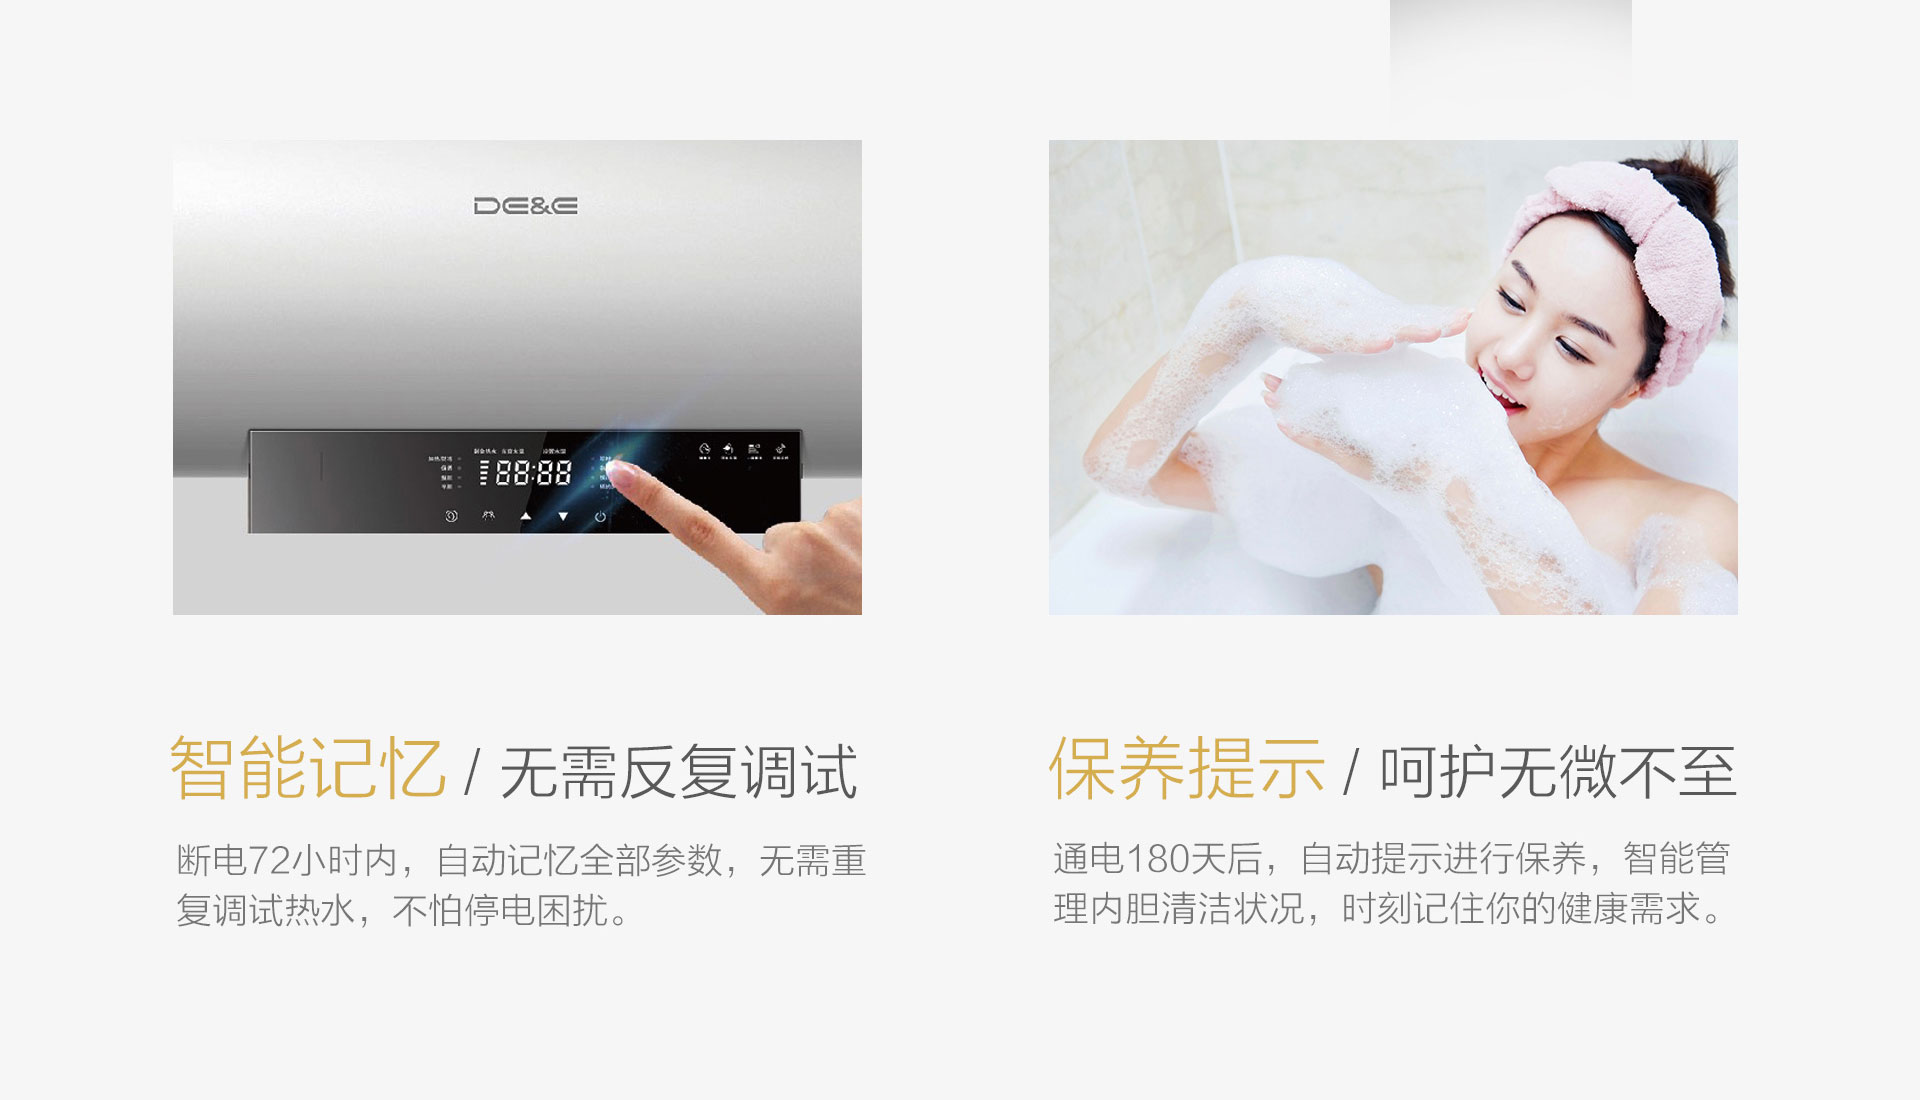 DE&E
88:88
智能记忆 / 无需反复调试
断电72小时内，自动记忆全部参数，无需重
复调试热水，不怕停电困扰。
保养提示 / 呵护无微不至
通电180天后，自动提示进行保养，智能管
理内胆清洁状况，时刻记住你的健康需求。